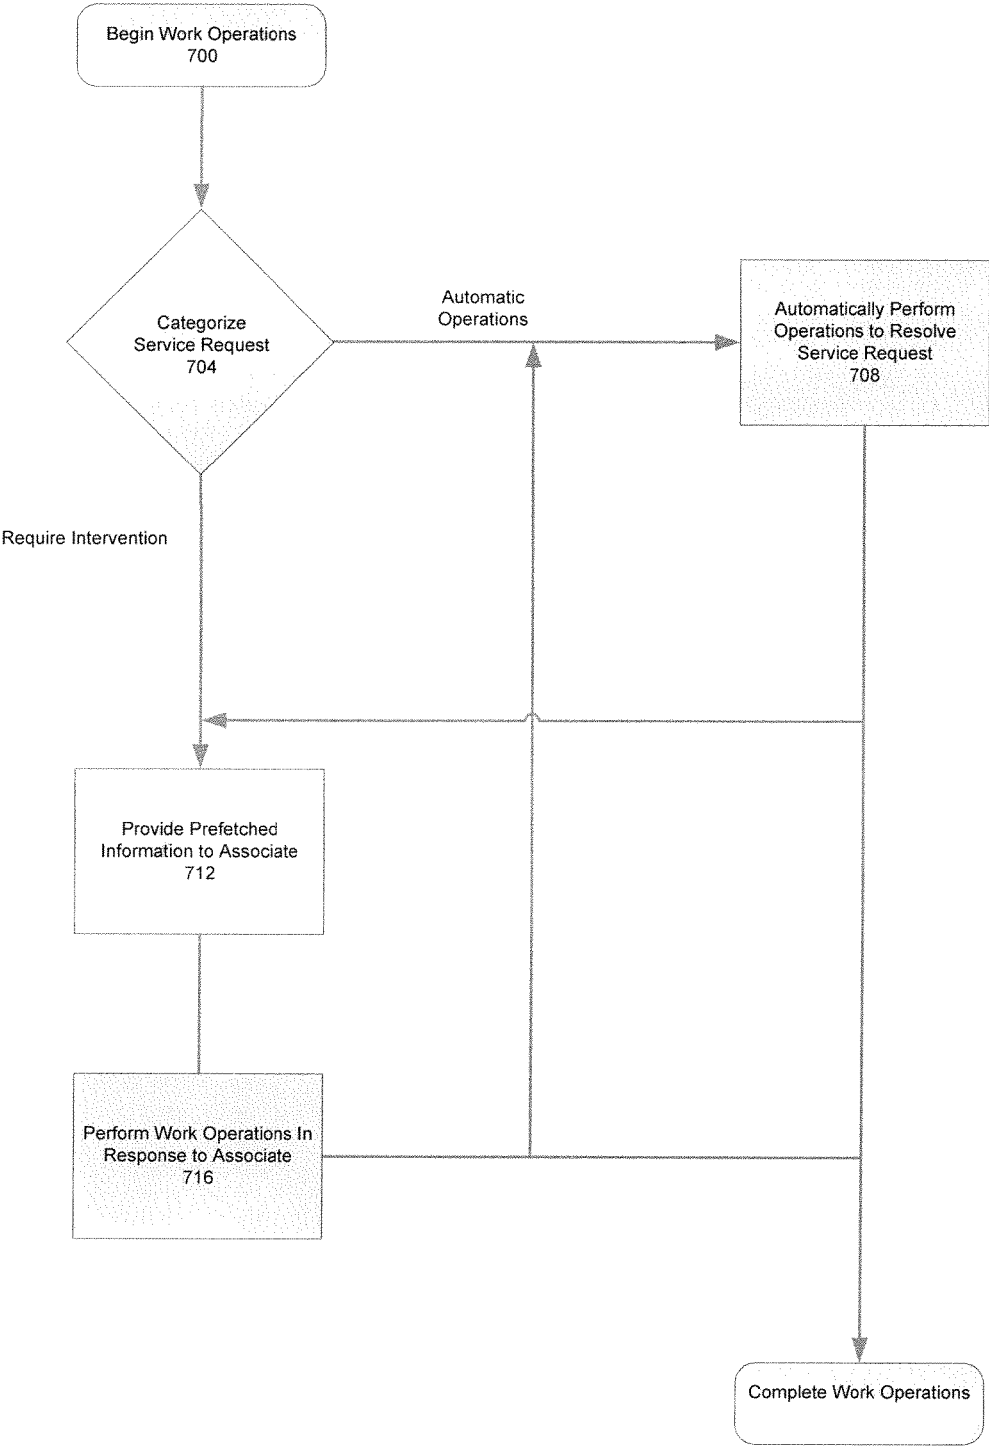 Begin Work Operations
700
Automatic
Operations
Categorize
Service Request
704
Automatically Perform
Operations to Resolve
Service Request
708
Require Intervention
Provide Prefetched
Information to Associate
712
Perform Work Operations In
Response to Associate
716
Complete Work Operations